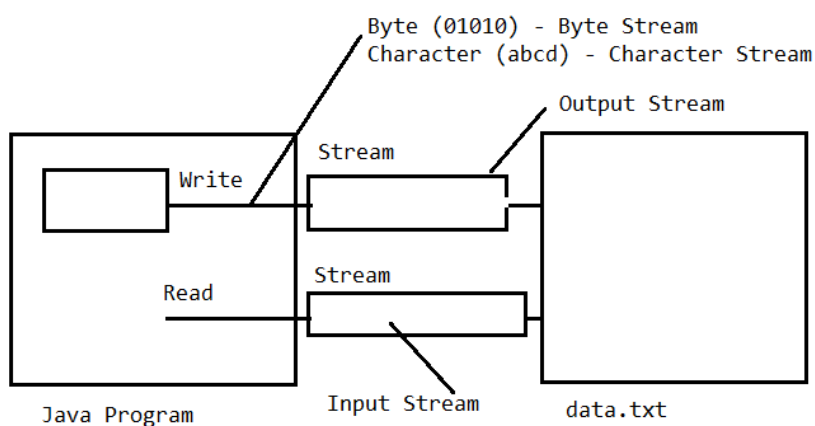 Byte (01010) - Byte Stream
Character (abcd) - Character Stream
Output Stream
Stream
Write
Stream
Read
Input Stream
Java Program
data.txt